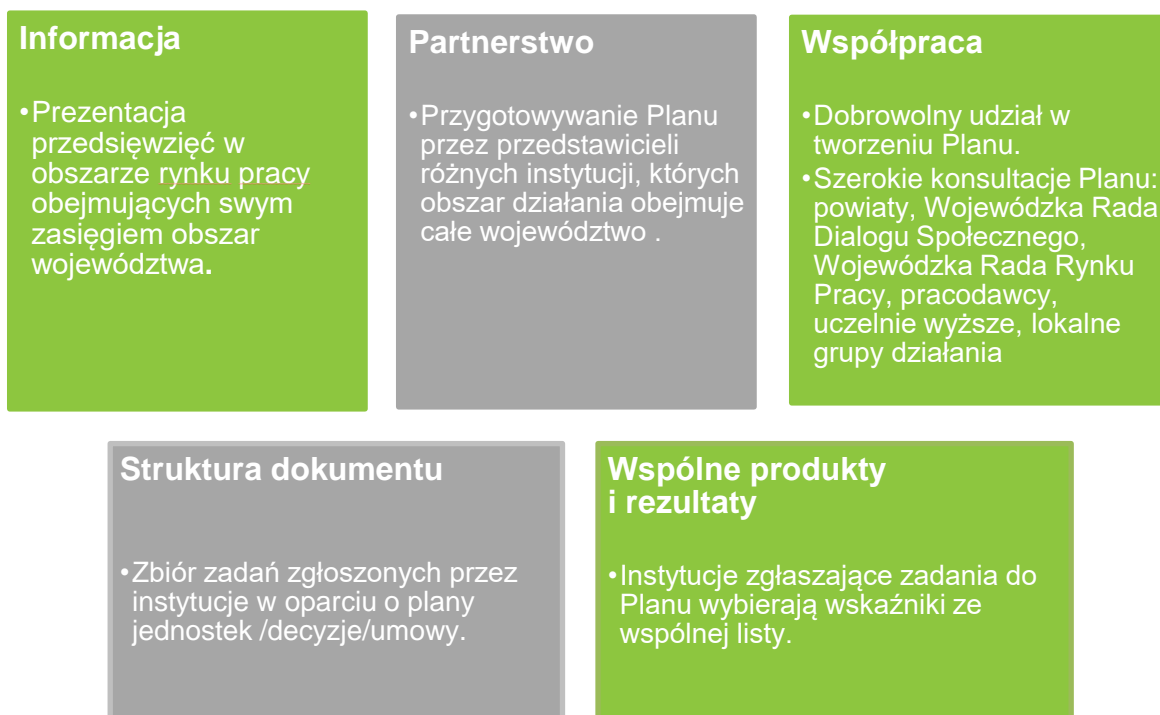 Informacja
•Prezentacja
przedsięwzięć w
obszarze rynku pracy
obejmujących swym
zasięgiem obszar
województwa.
Partnerstwo
•Przygotowywanie Planu
przez przedstawicieli
różnych instytucji, których
obszar działania obejmuje
całe województwo .
Współpraca
•Dobrowolny udział w
tworzeniu Planu.
•Szerokie konsultacje Planu:
powiaty, Wojewódzka Rada
Dialogu Społecznego,
Wojewódzka Rada Rynku
Pracy, pracodawcy,
uczelnie wyższe, lokalne
grupy działania
Struktura dokumentu
•Zbiór zadań zgłoszonych przez
instytucje w oparciu o plany
jednostek /decyzje/umowy.
Wspólne produkty
i rezultaty
•Instytucje zgłaszające zadania do
Planu wybierają wskaźniki ze
wspólnej listy.